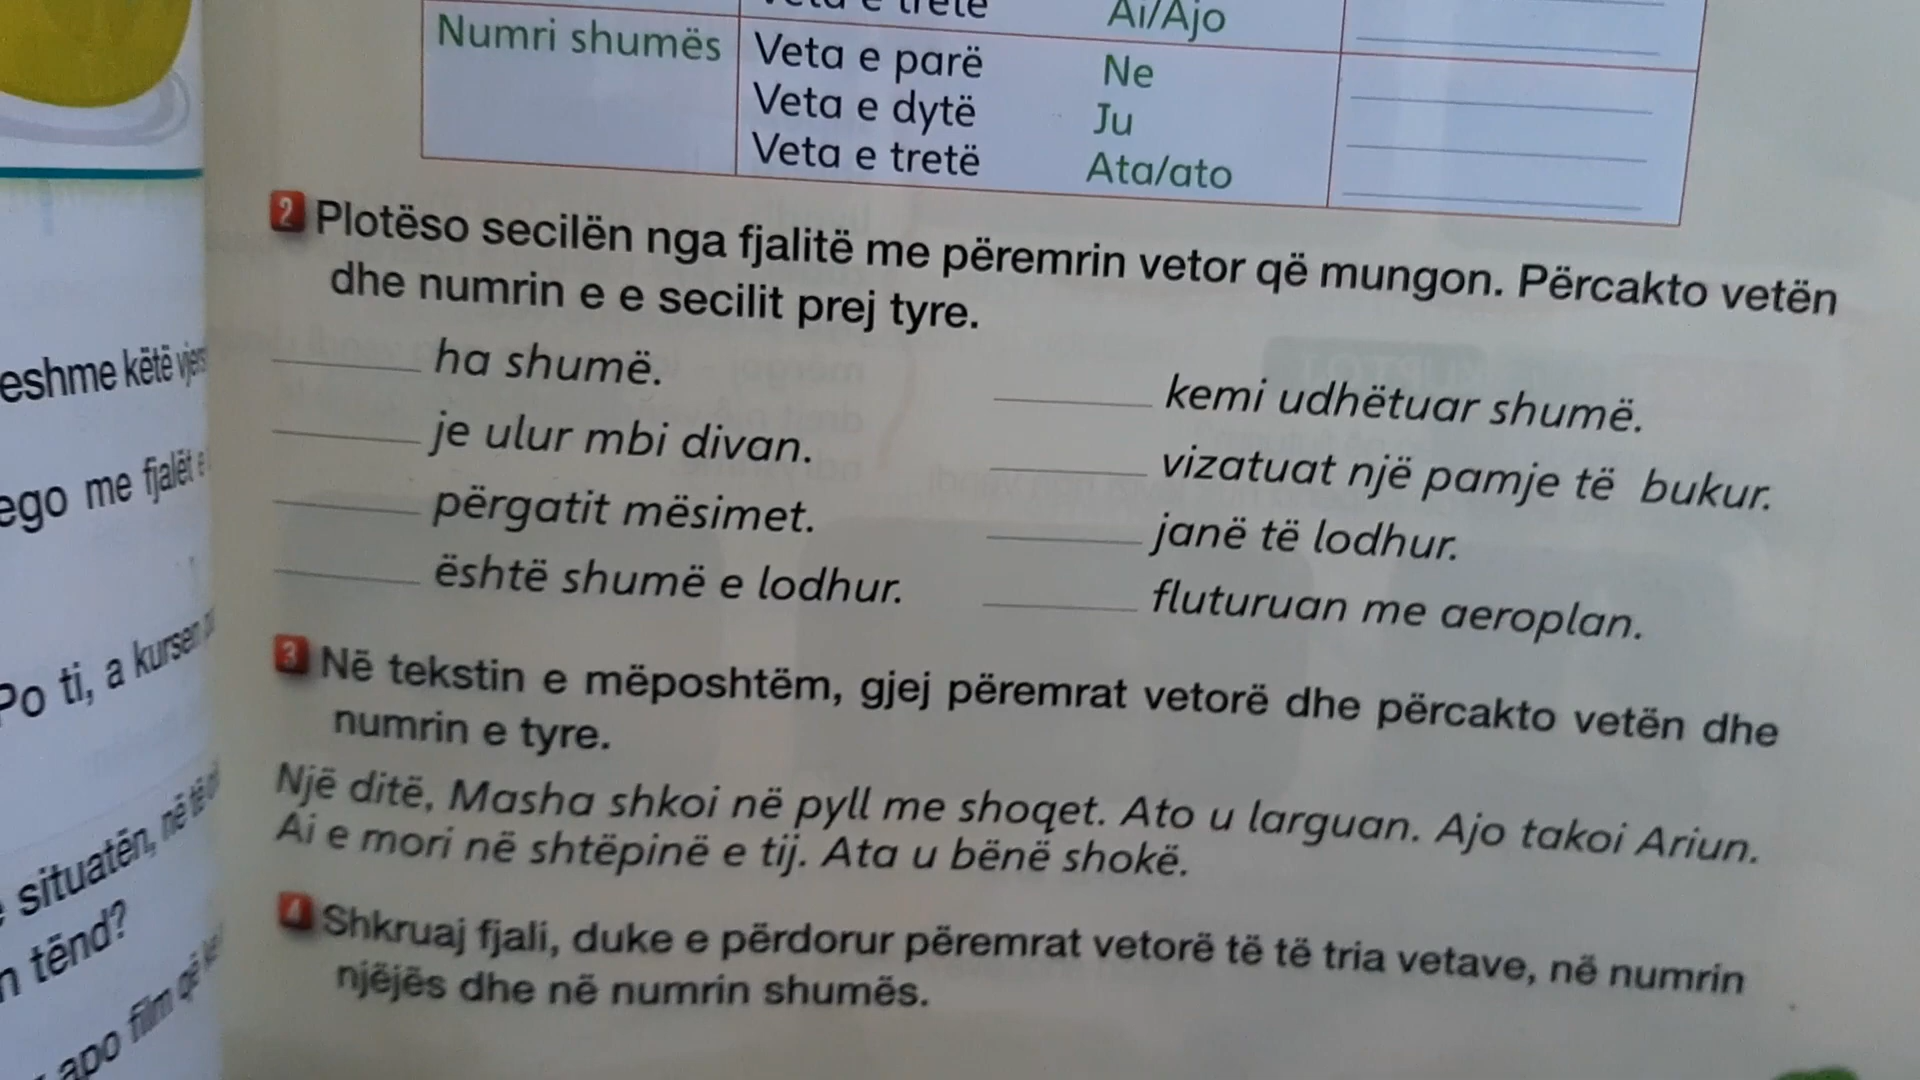 Veta e tretë Ai/Ajo
Numri shumës Veta e parë Ne
Veta e dytë Ju
Veta e tretë Ata/ato
2 Plotëso secilën nga fjalitë me përemrin vetor që mungon. Përcakto vetën
dhe numrin e e secilit prej tyre.
ha shumë.
je ulur mbi divan.
përgatit mësimet.
është shumë e lodhur.
kemi udhëtuar shumë.
vizatuat një pamje të bukur.
janë të lodhur.
fluturuan me aeroplan.
3 Në tekstin e mëposhtëm, gjej përemrat vetorë dhe përcakto vetën dhe
numrin e tyre.
Një ditë, Masha shkoi në pyll me shoqet. Ato u larguan. Ajo takoi Ariun.
Ai e mori në shtëpinë e tij. Ata u bënë shokë.
4 Shkruaj fjali, duke e përdorur përemrat vetorë të të tria vetave, në numrin
njëjës dhe në numrin shumës.
eshme këtë
ego me fjalët e
Po ti, a kursen
situatën, në të
n tënd?
apo film që